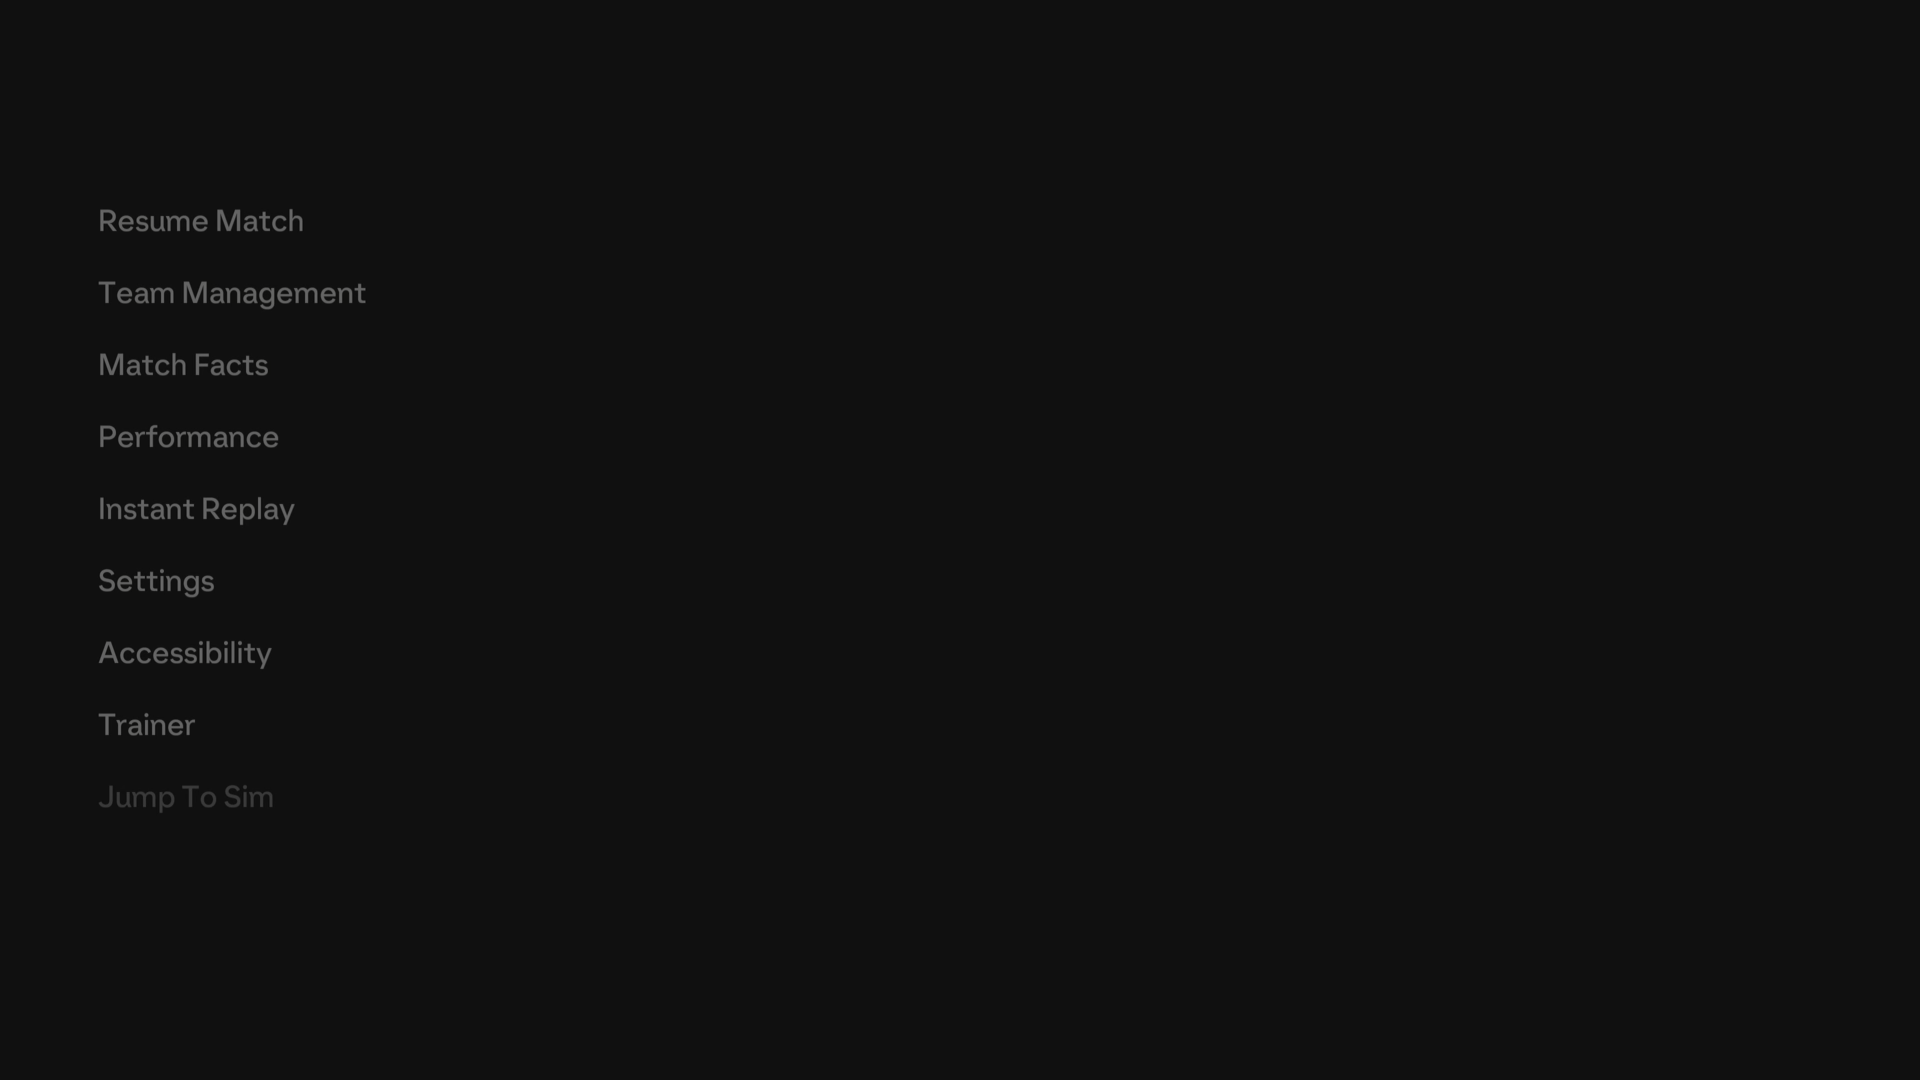 Resume Match
Team Management
Match Facts
Performance
Instant Replay
Settings
Accessibility
Trainer
Jump To Sim